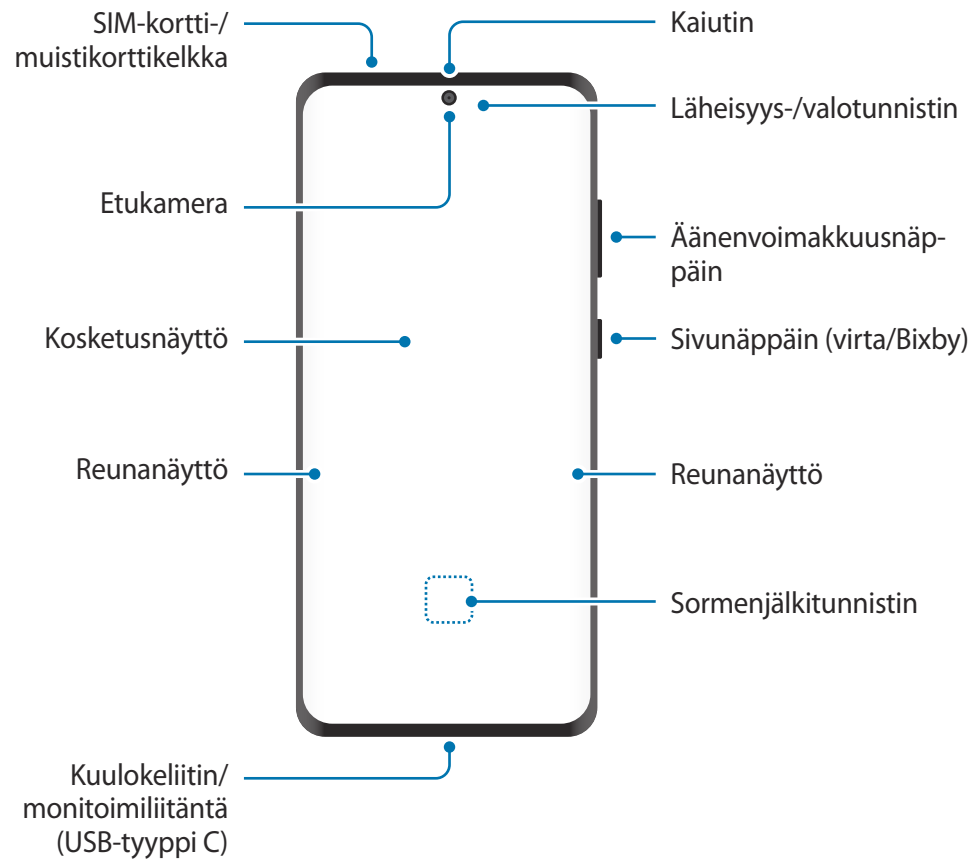 SIM-kortti-/
muistikorttikelkka
Etukamera
Kosketusnäyttö
Reunanäyttö
Kuulokeliitin/
monitoimiliitäntä
(USB-tyyppi C)
Kaiutin
Läheisyys-/valotunnistin
Äänenvoimakkuusnäp-
päin
Sivunäppäin (virta/Bixby)
Reunanäyttö
Sormenjälkitunnistin